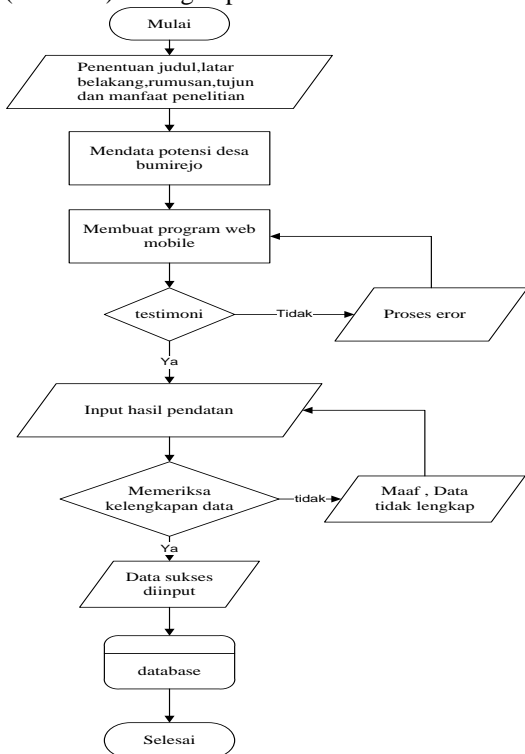 Mulai
Penentuan judul,latar
belakang,rumusan,tujun
dan manfaat penelitian
Mendata potensi desa
bumirejo
Membuat program web
mobile
testimoni
Tidak
Proses eror
Ya
Input hasil pendatan
Memeriksa
kelengkapan data
tidak
Maaf , Data
tidak lengkap
Ya
Data sukses
diinput
database
Selesai